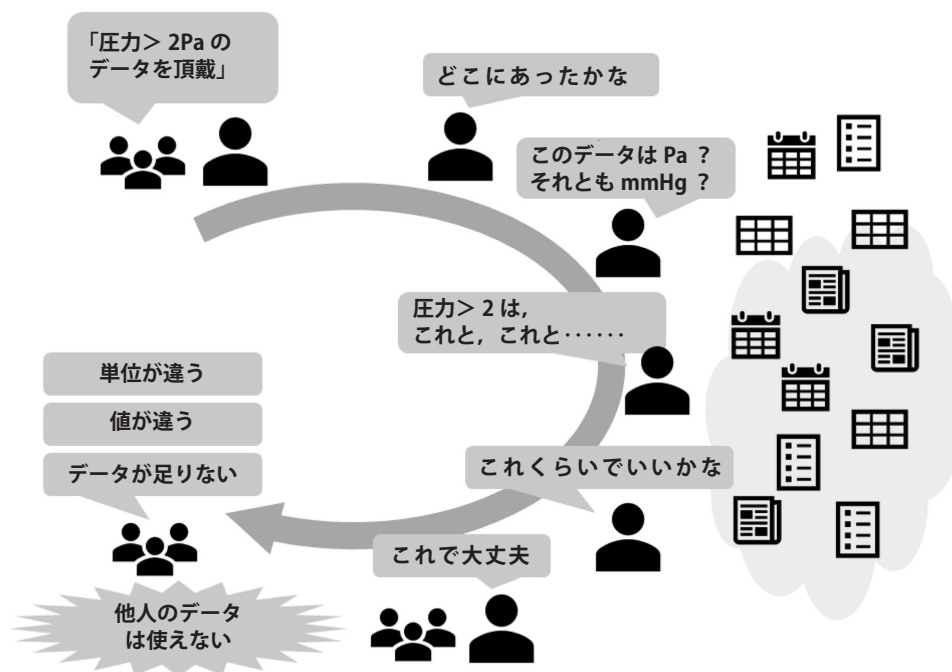 「圧力＞ 2Pa の
データを頂戴」
どこにあったかな
このデータは Pa ？
それとも mmHg ？
圧力＞ 2 は，
これと，これと……
これくらいでいいかな
これで大丈夫
単位が違う
値が違う
データが足りない
他人のデータ
は使えない